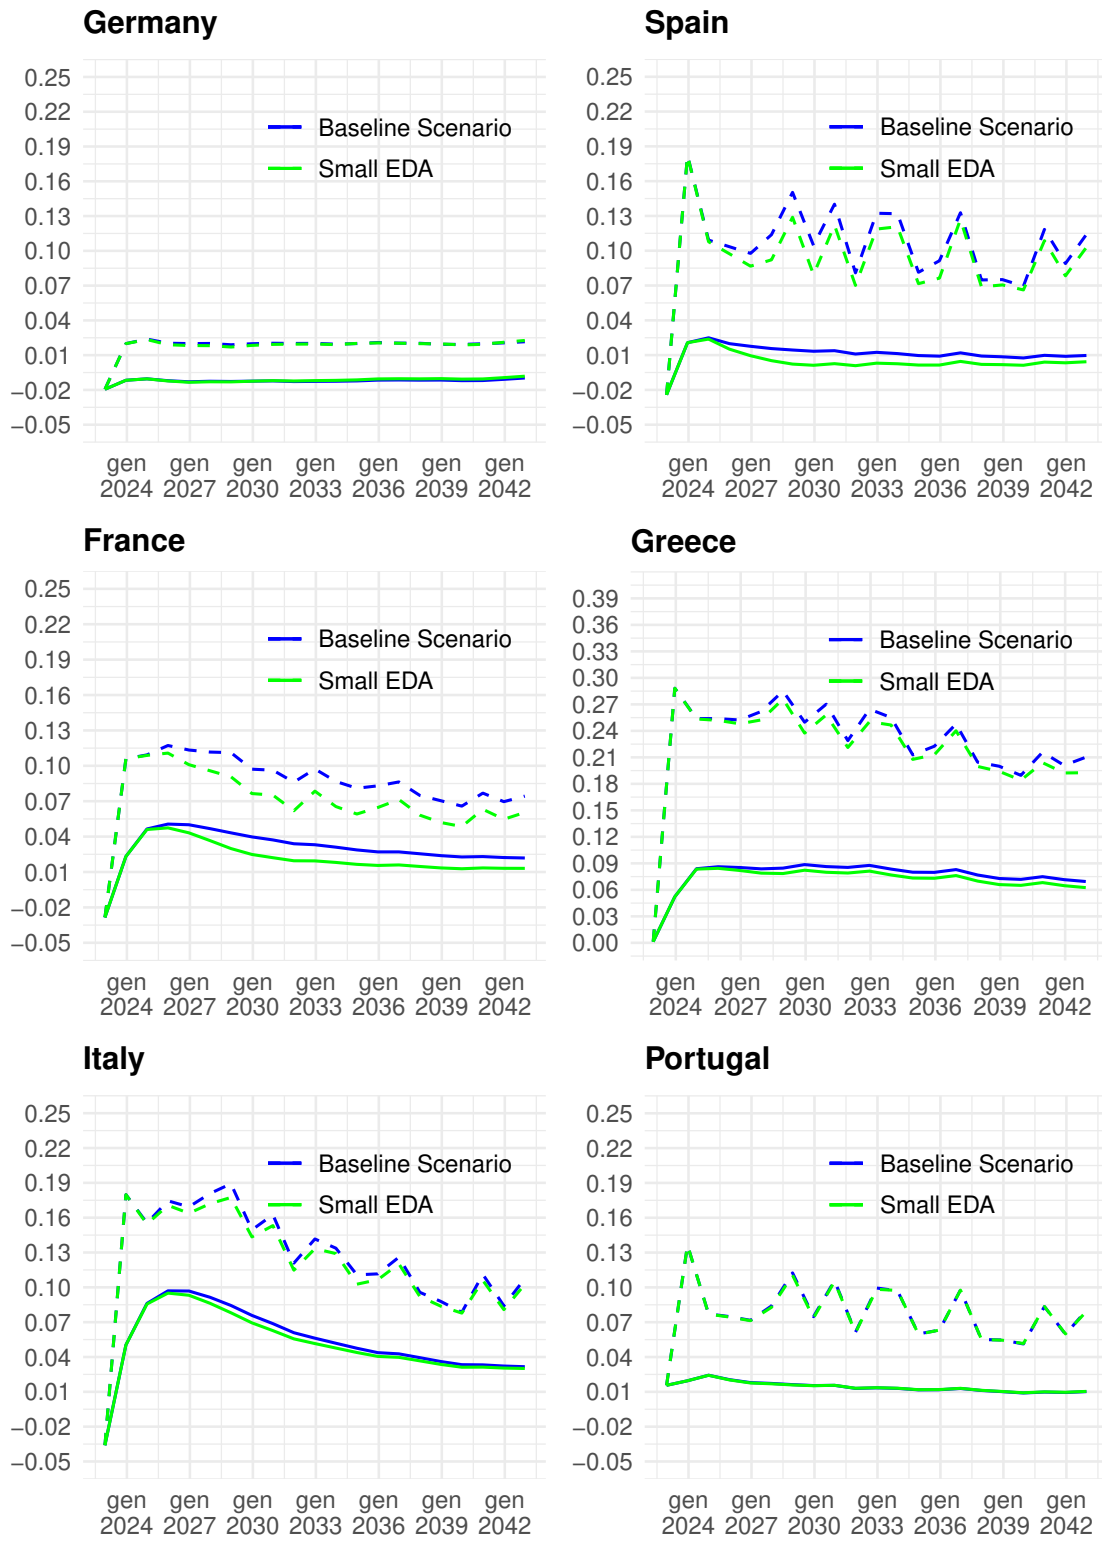 Germany
0.25
0.22
0.19
0.16
0.13
0.10
0.07
0.04
0.01
−0.02
−0.05
Baseline Scenario
Small EDA
gen gen gen gen gen gen gen
2024 2027 2030 2033 2036 2039 2042
Spain
0.25
0.22
0.19
0.16
0.13
0.10
0.07
0.04
0.01
−0.02
−0.05
Baseline Scenario
Small EDA
gen gen gen gen gen gen gen
2024 2027 2030 2033 2036 2039 2042
France
0.25
0.22
0.19
0.16
0.13
0.10
0.07
0.04
0.01
−0.02
−0.05
Baseline Scenario
Small EDA
gen gen gen gen gen gen gen
2024 2027 2030 2033 2036 2039 2042
Greece
0.39
0.36
0.33
0.30
0.27
0.24
0.21
0.18
0.15
0.12
0.09
0.06
0.03
0.00
Baseline Scenario
Small EDA
gen gen gen gen gen gen gen
2024 2027 2030 2033 2036 2039 2042
Italy
0.25
0.22
0.19
0.16
0.13
0.10
0.07
0.04
0.01
−0.02
−0.05
Baseline Scenario
Small EDA
gen gen gen gen gen gen gen
2024 2027 2030 2033 2036 2039 2042
Portugal
0.25
0.22
0.19
0.16
0.13
0.10
0.07
0.04
0.01
−0.02
−0.05
Baseline Scenario
Small EDA
gen gen gen gen gen gen gen
2024 2027 2030 2033 2036 2039 2042